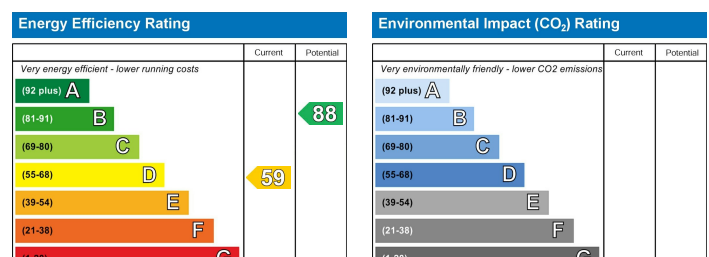 Energy Efficiency Rating
Current Potential
Very energy efficient - lower running costs
(92 plus) A
(81-91) B
88
(69-80) C
(55-68) D
59
(39-54) E
(21-38) F
Environmental Impact (CO₂) Rating
Current Potential
Very environmentally friendly - lower CO2 emissions
(92 plus) A
(81-91) B
(69-80) C
(55-68) D
(39-54) E
(21-38) F